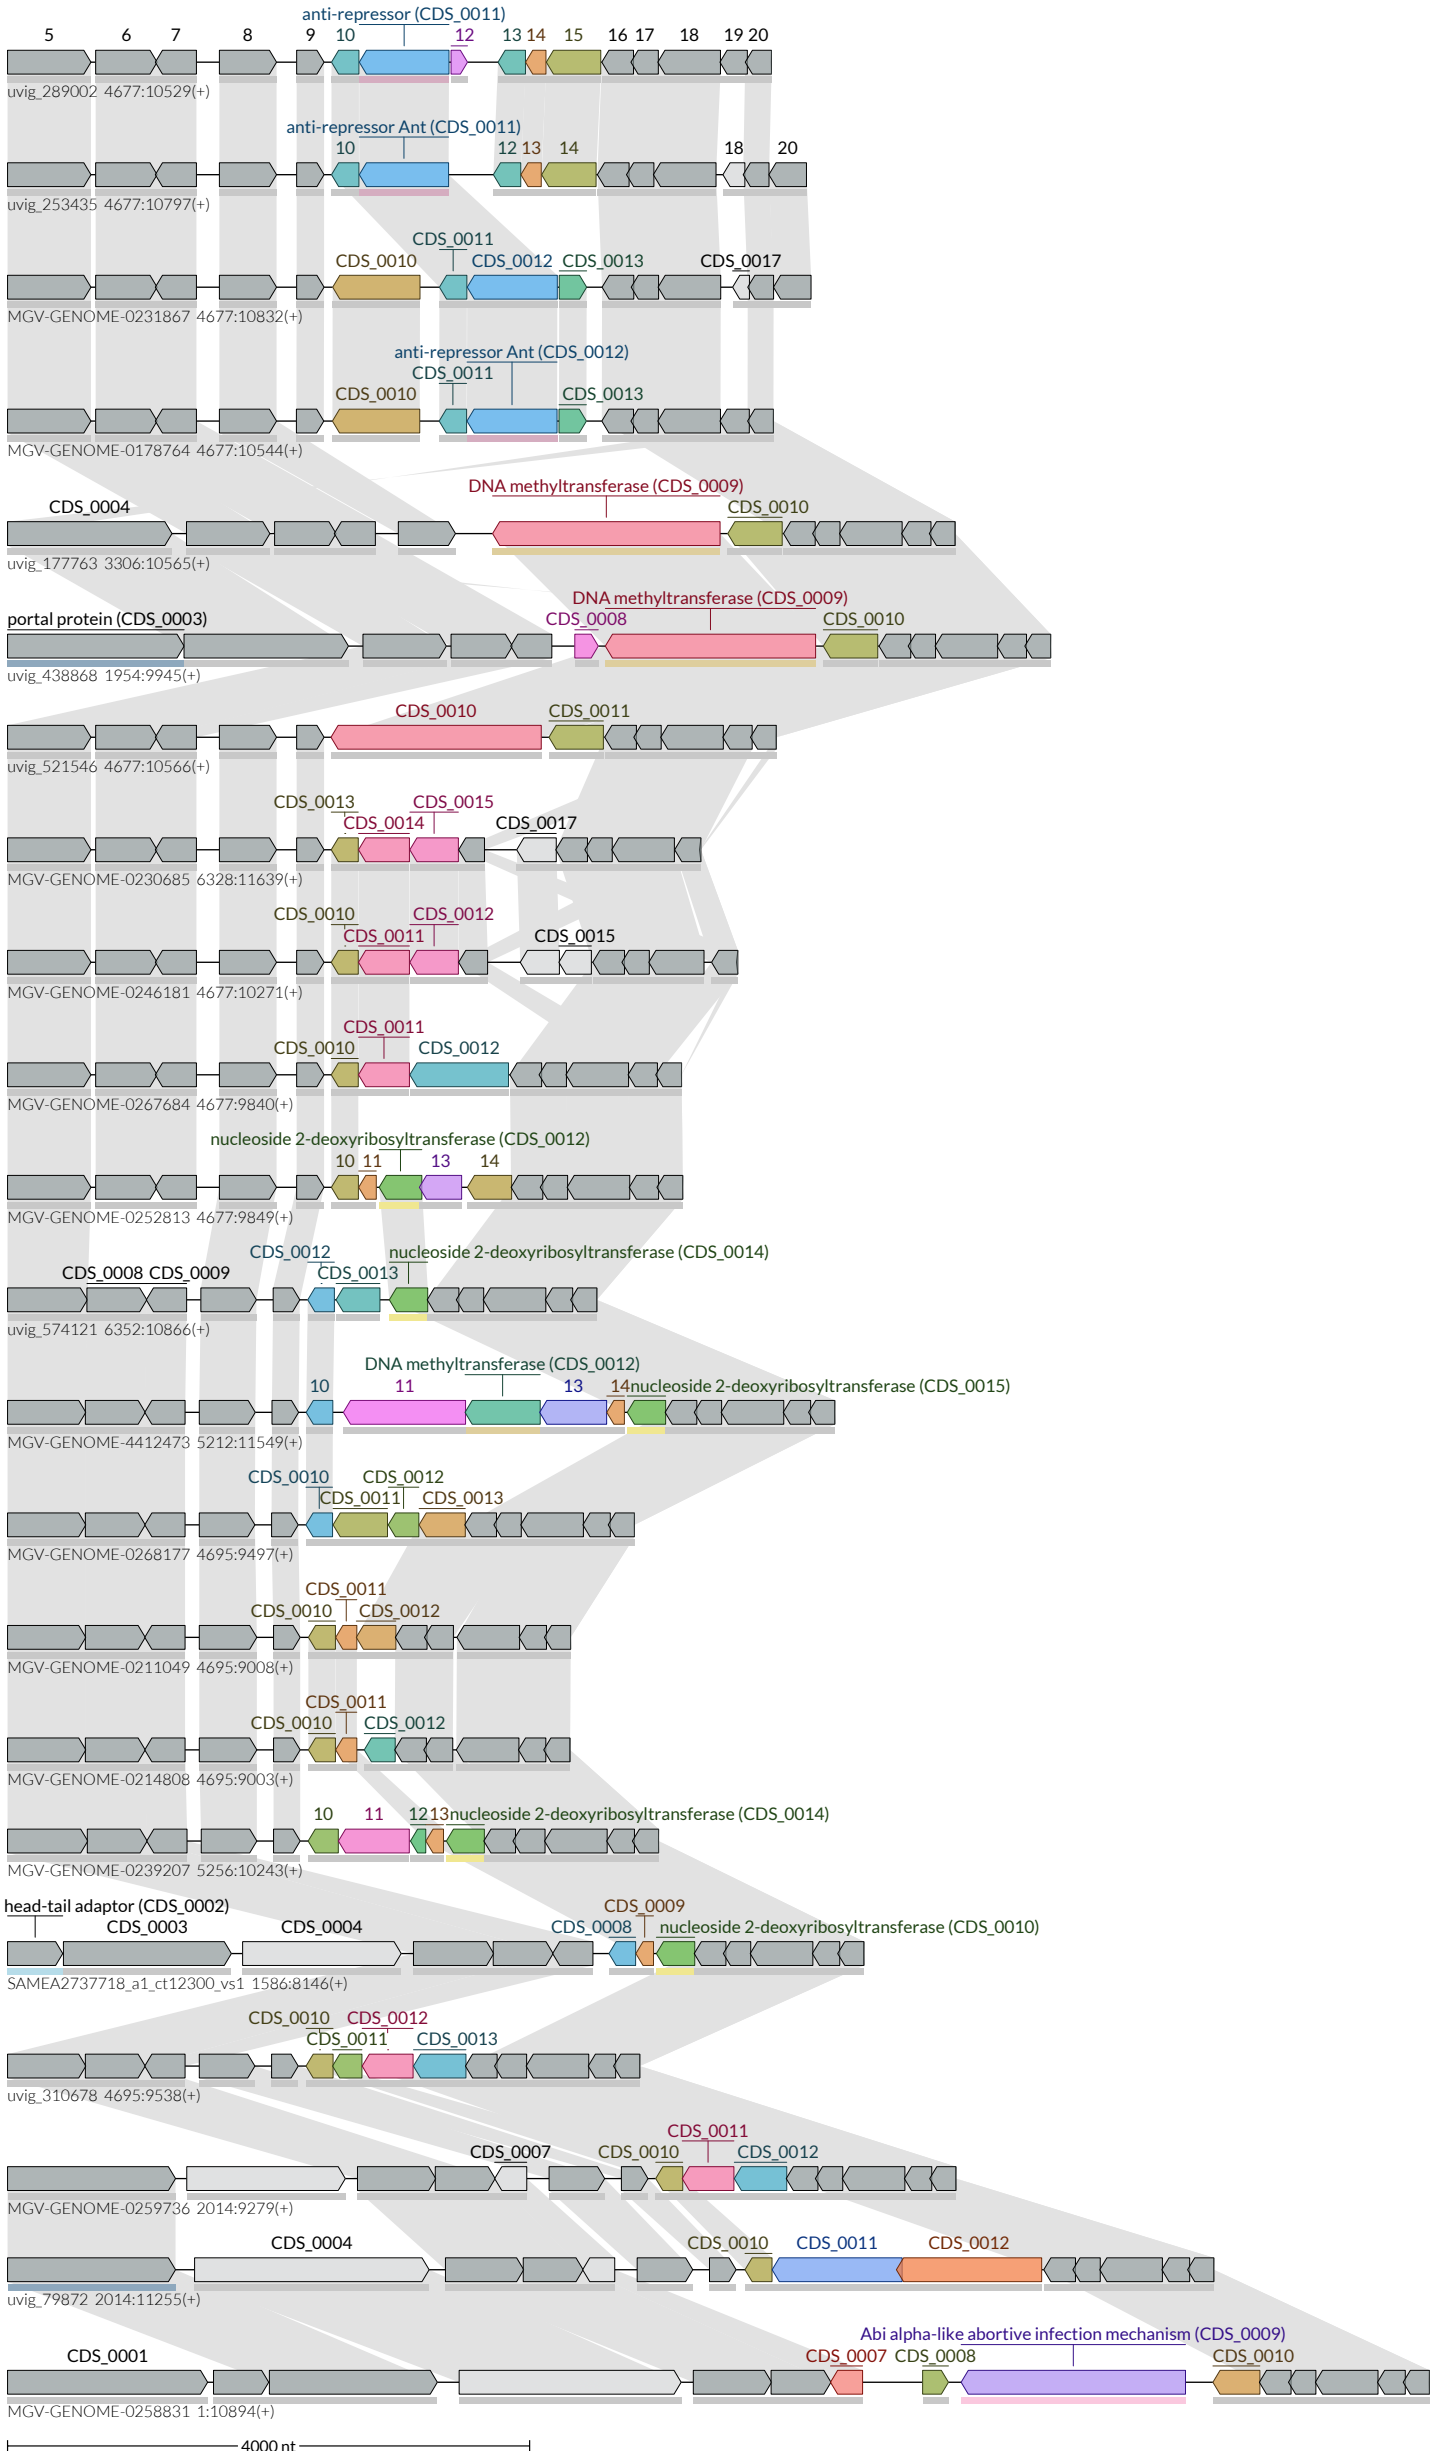 anti-repressor (CDS_0011)
5 6 7 8 9 10 12 13 14 15 16 17 18 19 20
uvig_289002 4677:10529(+)
anti-repressor Ant (CDS_0011)
10 12 13 14 18 20
uvig_253435 4677:10797(+)
CDS_0011
CDS_0010 CDS_0012 CDS_0013 CDS_0017
MGV-GENOME-0231867 4677:10832(+)
anti-repressor Ant (CDS_0012)
CDS_0011
CDS_0010 CDS_0013
MGV-GENOME-0178764 4677:10544(+)
DNA methyltransferase (CDS_0009)
CDS_0004 CDS_0010
uvig_177763 3306:10565(+)
DNA methyltransferase (CDS_0009)
portal protein (CDS_0003) CDS_0008 CDS_0010
uvig_438868 1954:9945(+)
CDS_0010 CDS_0011
uvig_521546 4677:10566(+)
CDS_0013 CDS_0015
CDS_0014 CDS_0017
MGV-GENOME-0230685 6328:11639(+)
CDS_0010 CDS_0012
CDS_0011 CDS_0015
MGV-GENOME-0246181 4677:10271(+)
CDS_0011
CDS_0010 CDS_0012
MGV-GENOME-0267684 4677:9840(+)
nucleoside 2-deoxyribosyltransferase (CDS_0012)
10 11 13 14
MGV-GENOME-0252813 4677:9849(+)
CDS_0012 nucleoside 2-deoxyribosyltransferase (CDS_0014)
CDS_0008 CDS_0009 CDS_0013
uvig_574121 6352:10866(+)
DNA methyltransferase (CDS_0012)
10 11 13 14 nucleoside 2-deoxyribosyltransferase (CDS_0015)
MGV-GENOME-4412473 5212:11549(+)
CDS_0010 CDS_0012
CDS_0011 CDS_0013
MGV-GENOME-0268177 4695:9497(+)
CDS_0011
CDS_0010 CDS_0012
MGV-GENOME-0211049 4695:9008(+)
CDS_0011
CDS_0010 CDS_0012
MGV-GENOME-0214808 4695:9003(+)
10 11 12 13 nucleoside 2-deoxyribosyltransferase (CDS_0014)
MGV-GENOME-0239207 5256:10243(+)
head-tail adaptor (CDS_0002) CDS_0009
CDS_0003 CDS_0004 CDS_0008 nucleoside 2-deoxyribosyltransferase (CDS_0010)
SAMEA2737718_a1_ct12300_vs1 1586:8146(+)
CDS_0010 CDS_0012
CDS_0011 CDS_0013
uvig_310678 4695:9538(+)
CDS_0011
CDS_0007 CDS_0010 CDS_0012
MGV-GENOME-0259736 2014:9279(+)
CDS_0004 CDS_0010 CDS_0011 CDS_0012
uvig_79872 2014:11255(+)
Abi alpha-like abortive infection mechanism (CDS_0009)
CDS_0001 CDS_0007 CDS_0008 CDS_0010
MGV-GENOME-0258831 1:10894(+)
4000 nt